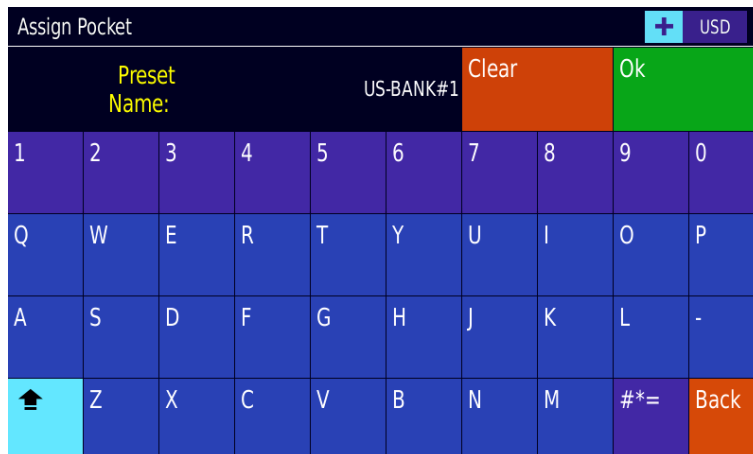 Assign Pocket + USD
Preset
Name: US-BANK#1 Clear Ok
1 2 3 4 5 6 7 8 9 0
Q W E R T Y U I O P
A S D F G H J K L -
Z X C V B N M #*= Back